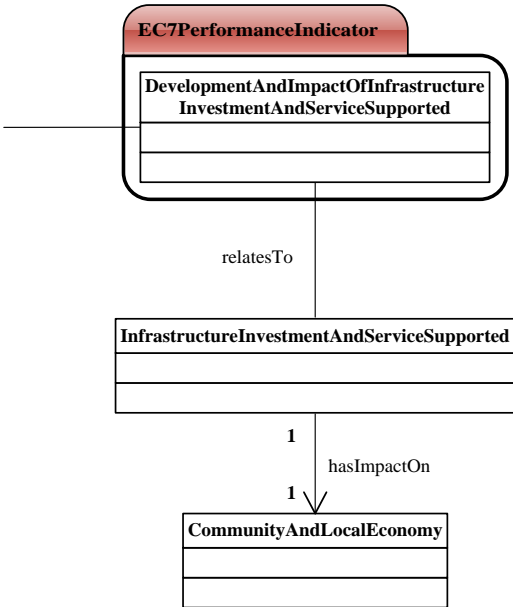 EC7PerformanceIndicator
DevelopmentAndImpactOfInfrastructure
InvestmentAndServiceSupported
relatesTo
InfrastructureInvestmentAndServiceSupported
1
hasImpactOn
1
CommunityAndLocalEconomy